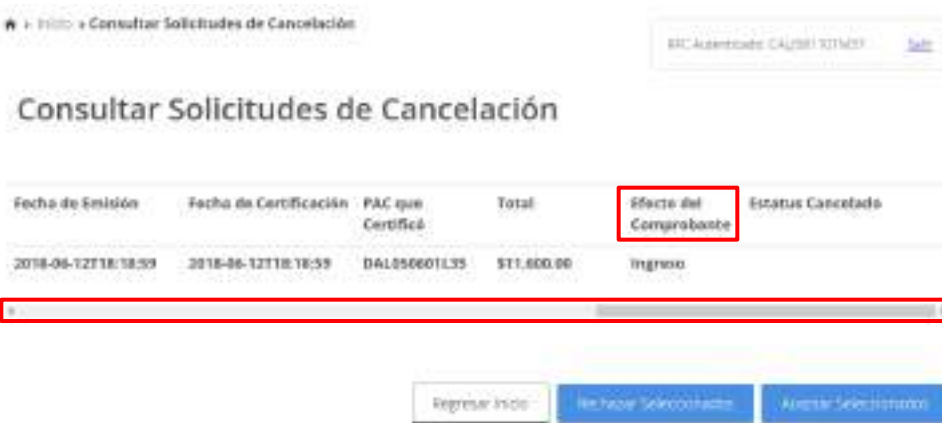 Inicio » Consultar Solicitudes de Cancelación
RFC Autenticado: Salir
Consultar Solicitudes de Cancelación
Fecha de Emisión Fecha de Certificación PAC que Certificó Total Efecto del Comprobante Estatus Cancelado
2018-06-12T18:18:59 2018-06-12T18:18:59 DAL050601L35 $11,600.00 Ingreso
Regresar Inicio Rechazar Seleccionados Aceptar Seleccionados